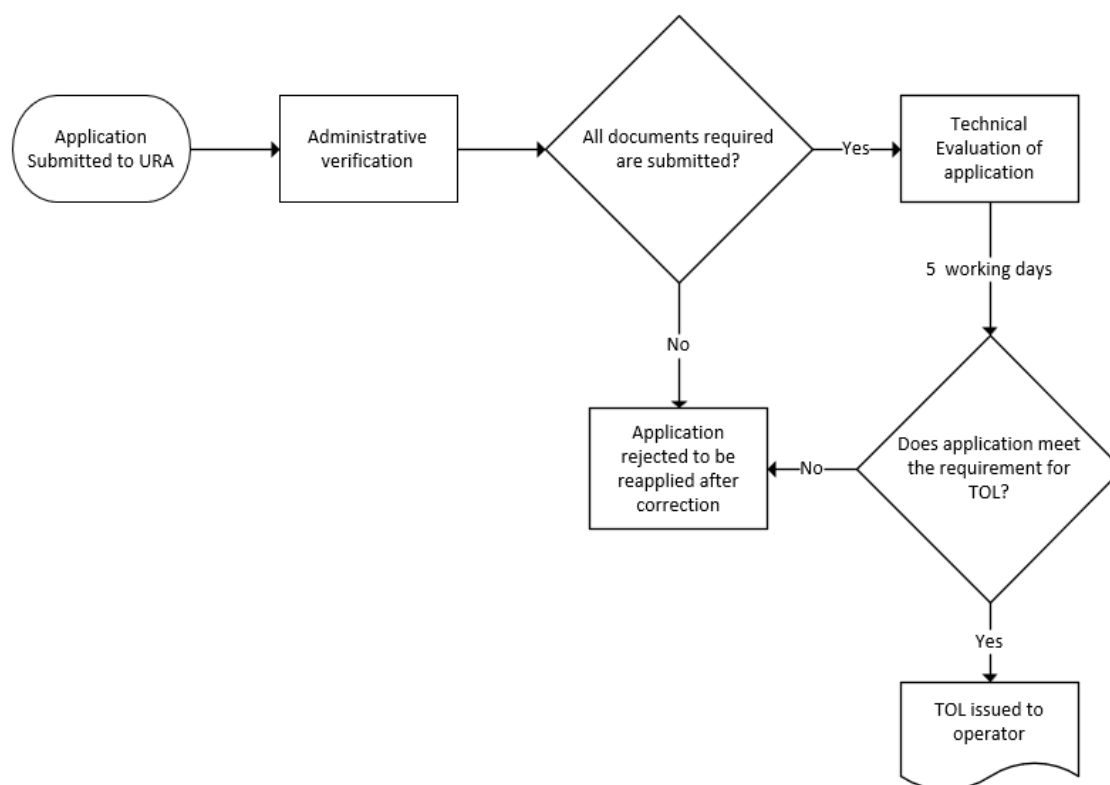 Application
Submitted to URA
Administrative
verification
All documents required
are submitted?
Yes
Technical
Evaluation of
application
5 working days
No
Application
rejected to be
reapplied after
correction
No
Does application meet
the requirement for
TOL?
Yes
TOL issued to
operator